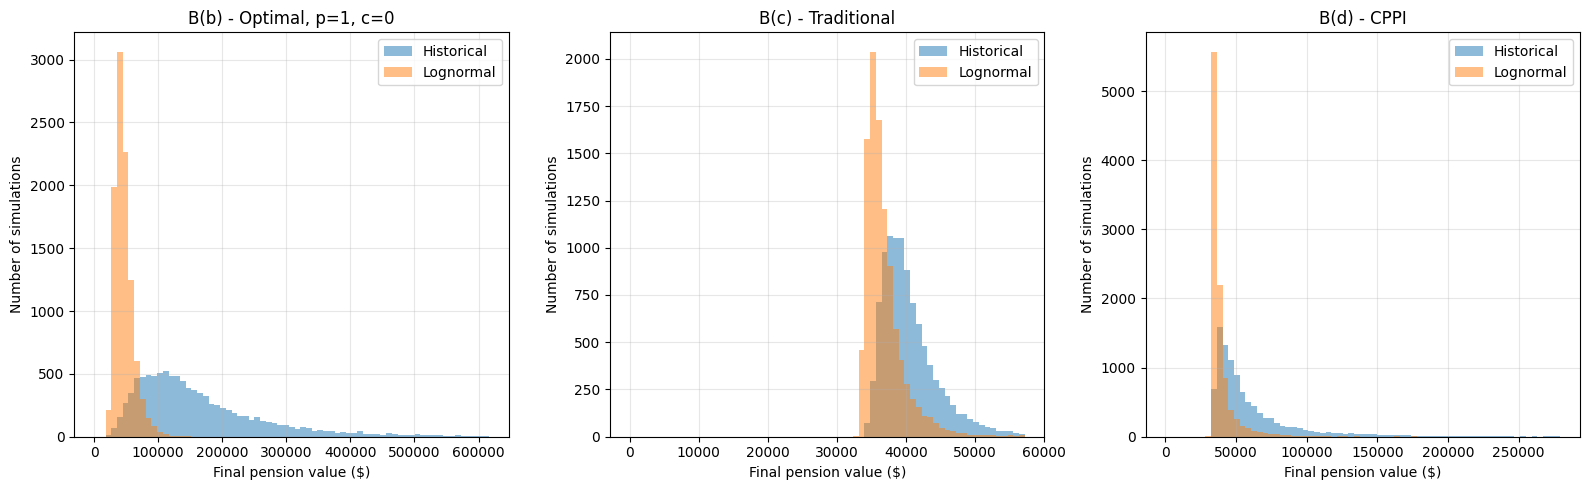 B(b) - Optimal, p=1, c=0
Number of simulations
3000
2500
2000
1500
1000
500
0
Historical
Lognormal
0 100000 200000 300000 400000 500000 600000
Final pension value ($)
B(c) - Traditional
Number of simulations
2000
1750
1500
1250
1000
750
500
250
0
Historical
Lognormal
0 10000 20000 30000 40000 50000 60000
Final pension value ($)
B(d) - CPPI
Number of simulations
5000
4000
3000
2000
1000
0
Historical
Lognormal
0 50000 100000 150000 200000 250000
Final pension value ($)